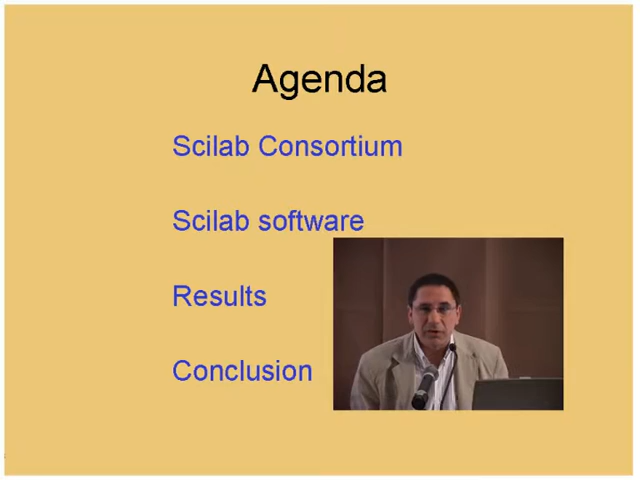 Agenda
Scilab Consortium
Scilab software
Results
Conclusion